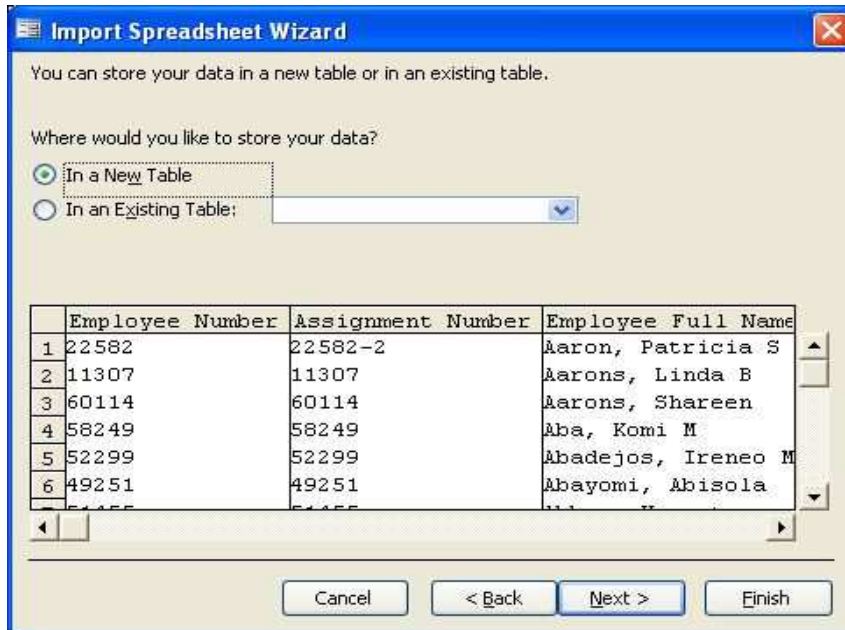 Import Spreadsheet Wizard
You can store your data in a new table or in an existing table.
Where would you like to store your data?
In a New Table
In an Existing Table:
Employee Number Assignment Number Employee Full Name
1 22582 22582-2 Aaron, Patricia S
2 11307 11307 Aarons, Linda B
3 60114 60114 Aarons, Shareen
4 58249 58249 Aba, Komi M
5 52299 52299 Abadejos, Ireneo M
6 49251 49251 Abayomi, Abisola
Cancel < Back Next > Finish